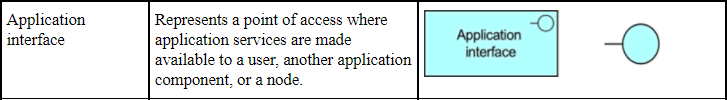 Application
interface
Represents a point of access where
application services are made
available to a user, another application
component, or a node.
Application
interface